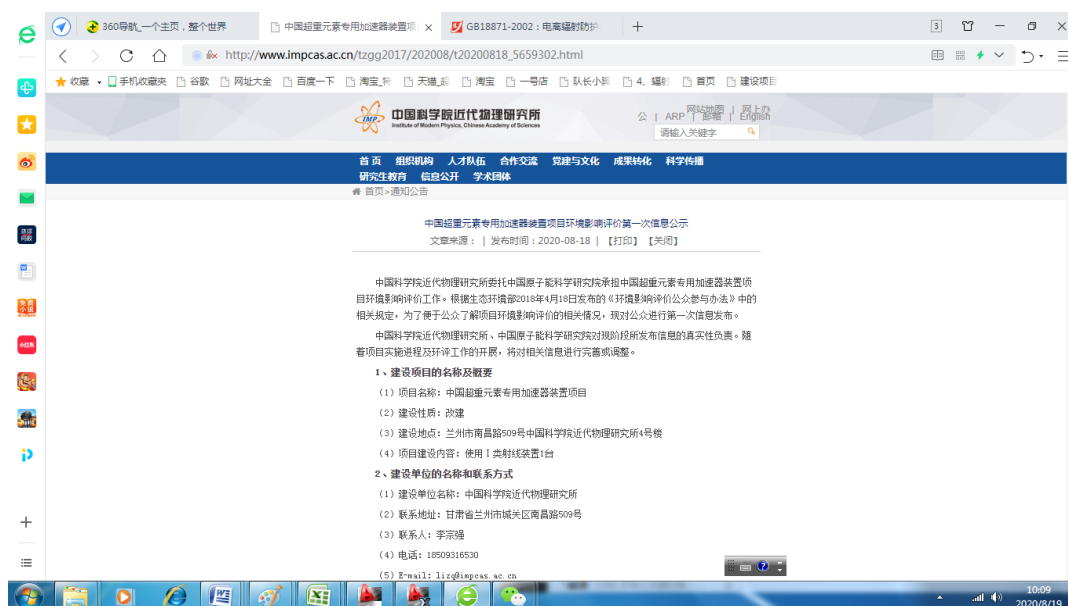 360导航_一个主页，整个世界
中国超重元素专用加速器装置项
GB18871-2002：电离辐射防护
3
http://www.impcas.ac.cn/tzgg2017/202008/t20200818_5659302.html
收藏
手机收藏夹
谷歌
网址大全
百度一下
淘宝_特
天猫_超
淘宝
一号店
队长小翼
4、辐射
首页
建设项目
IMP
中国科学院近代物理研究所
Institute of Modern Physics, Chinese Academy of Sciences
公 | ARP | 邮箱 | English
网站地图 | 网上办
请输入关键字
首页 组织机构 人才队伍 合作交流 党建与文化 成果转化 科学传播
研究生教育 信息公开 学术团体
首页>通知公告
中国超重元素专用加速器装置项目环境影响评价第一次信息公示
文章来源： | 发布时间：2020-08-18 | 【打印】 【关闭】
中国科学院近代物理研究所委托中国原子能科学研究院承担中国超重元素专用加速器装置项
目环境影响评价工作。根据生态环境部2018年4月18日发布的《环境影响评价公众参与办法》中的
相关规定，为了便于公众了解项目环境影响评价的相关情况，现对公众进行第一次信息发布。
中国科学院近代物理研究所、中国原子能科学研究院对现阶段所发布信息的真实性负责。随
着项目实施进程及环评工作的开展，将对相关信息进行完善或调整。
1、建设项目的名称及概要
（1）项目名称：中国超重元素专用加速器装置项目
（2）建设性质：改建
（3）建设地点：兰州市南昌路509号中国科学院近代物理研究所4号楼
（4）项目建设内容：使用Ⅰ类射线装置1台
2、建设单位的名称和联系方式
（1）建设单位名称：中国科学院近代物理研究所
（2）联系地址：甘肃省兰州市城关区南昌路509号
（3）联系人：李宗强
（4）电话：18509316530
（5）E-mail：lizq@impcas.ac.cn
10:09
2020/8/19